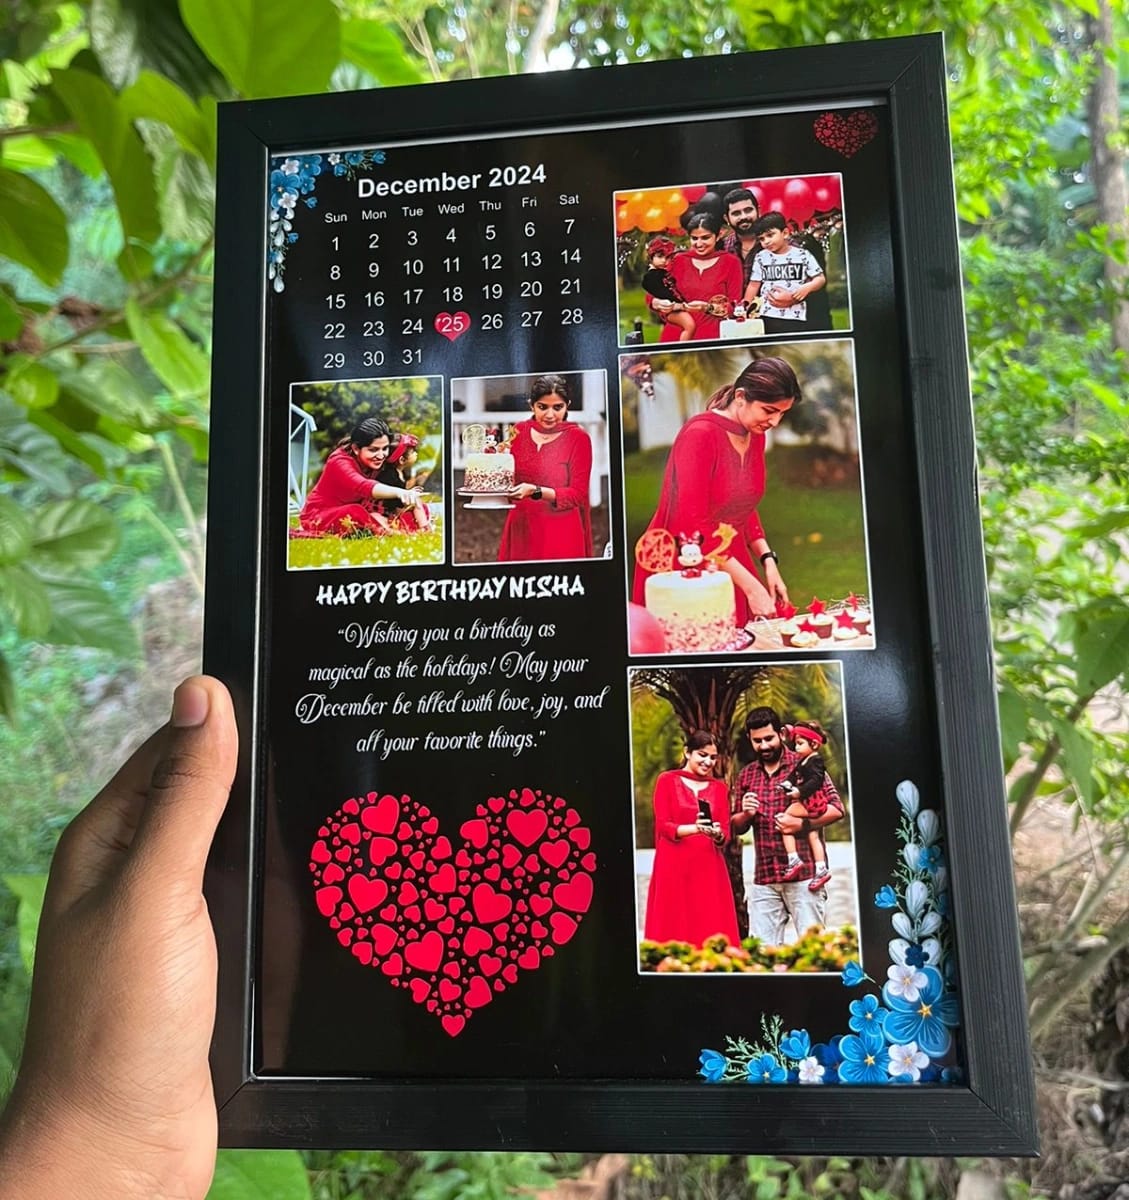 December 2024
Sun Mon Tue Wed Thu Fri Sat
1 2 3 4 5 6 7
8 9 10 11 12 13 14
15 16 17 18 19 20 21
22 23 24 25 26 27 28
29 30 31
MICKEY
2
HAPPY BIRTHDAY NISHA
“Wishing you a birthday as
magical as the holidays! May your
December be filled with love, joy, and
all your favorite things.”